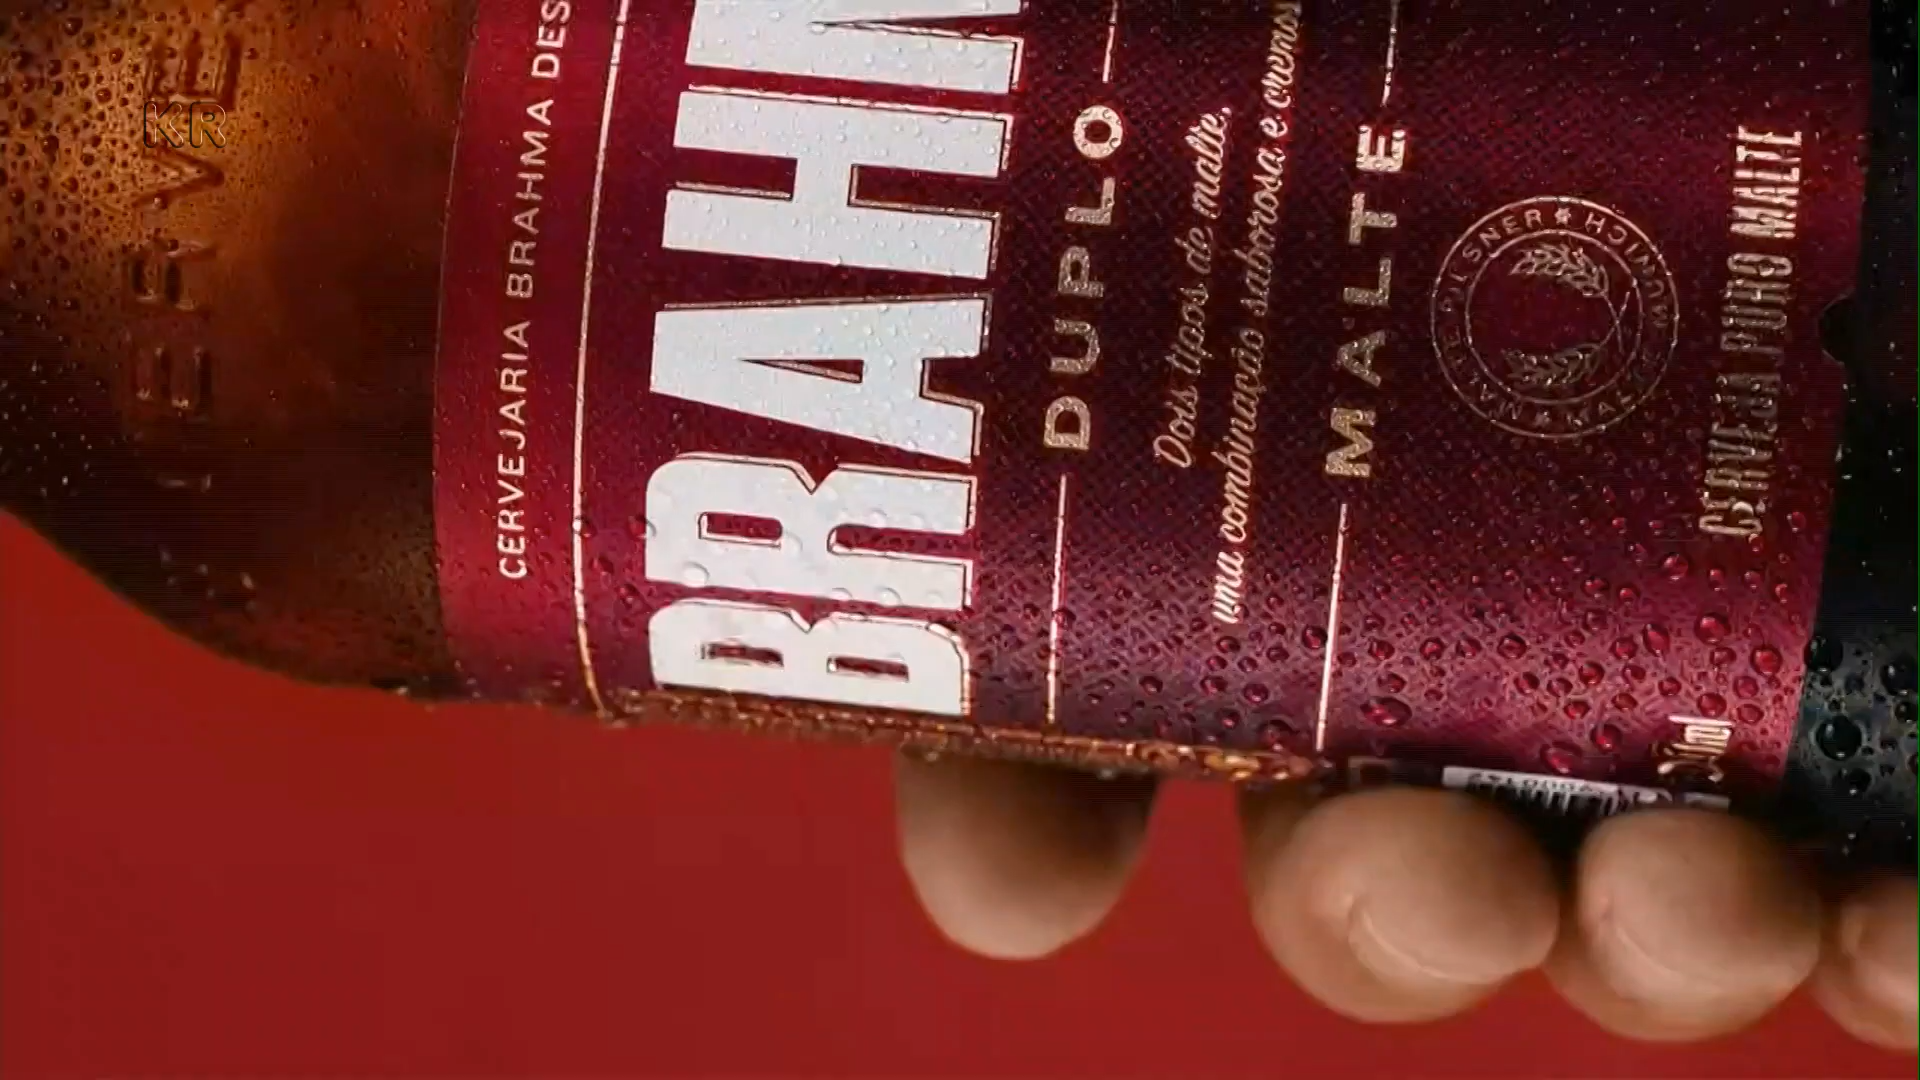 KR
CERVEJARIA BRAHMA DES
BRAHM
DUPLO
Dois tipos de malte,
uma combinação saborosa e cremos
MALTE
PILSNER ★ MUNICH
CERVEJA PURO MALTE